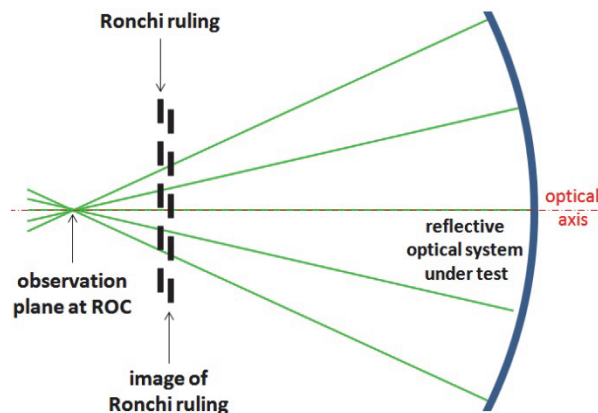 Ronchi ruling
optical
axis
reflective
optical system
under test
observation
plane at ROC
image of
Ronchi ruling